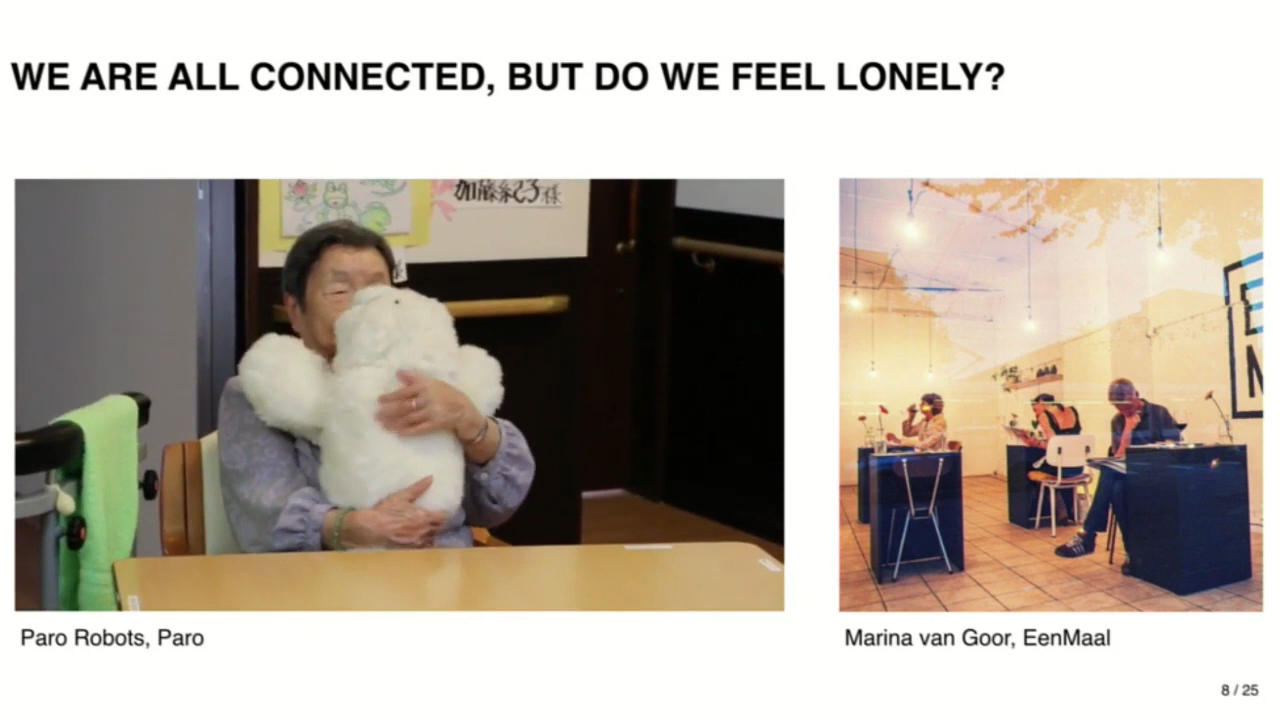 WE ARE ALL CONNECTED, BUT DO WE FEEL LONELY?
Paro Robots, Paro
Marina van Goor, EenMaal
8 / 25